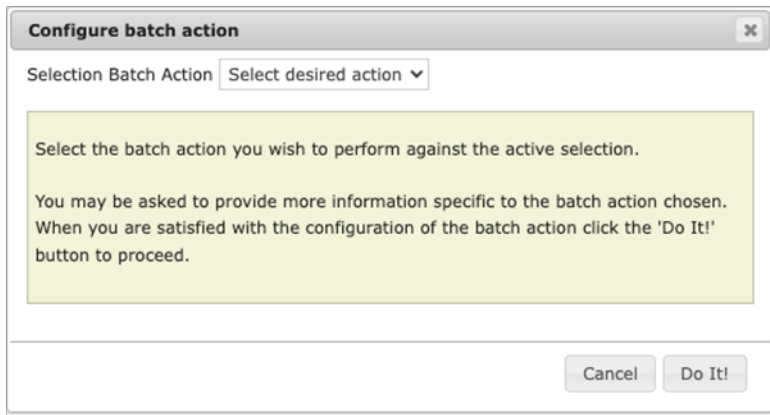 Configure batch action
Selection Batch Action Select desired action
Select the batch action you wish to perform against the active selection.
You may be asked to provide more information specific to the batch action chosen.
When you are satisfied with the configuration of the batch action click the 'Do It!'
button to proceed.
Cancel Do It!